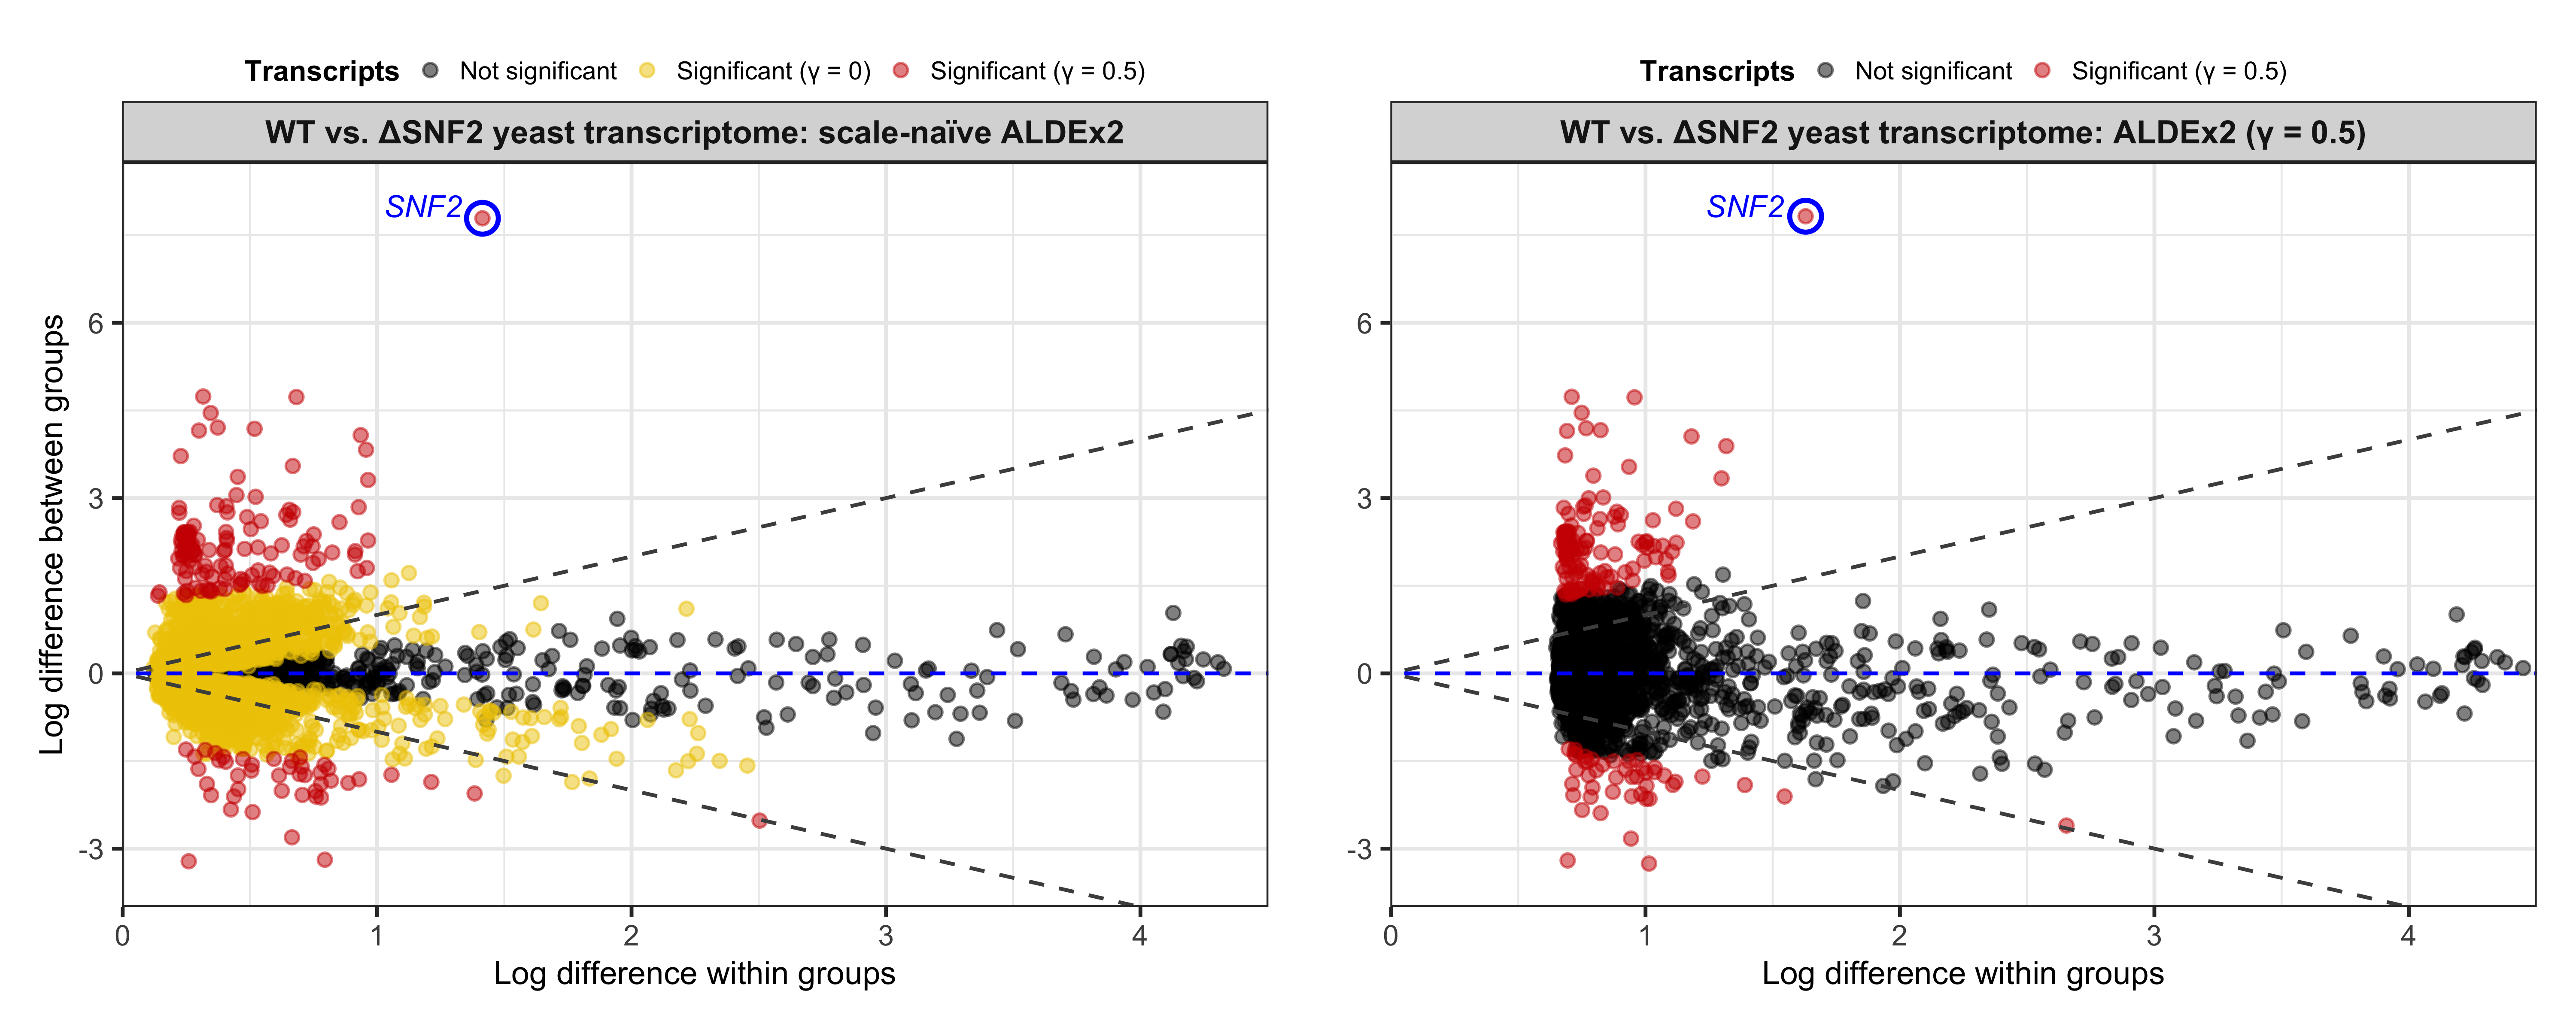 Transcripts Not significant Significant (γ = 0) Significant (γ = 0.5)
WT vs. ΔSNF2 yeast transcriptome: scale-naïve ALDEx2
SNF2
Log difference between groups
6
3
0
-3
0 1 2 3 4
Log difference within groups
Transcripts Not significant Significant (γ = 0.5)
WT vs. ΔSNF2 yeast transcriptome: ALDEx2 (γ = 0.5)
SNF2
6
3
0
-3
0 1 2 3 4
Log difference within groups